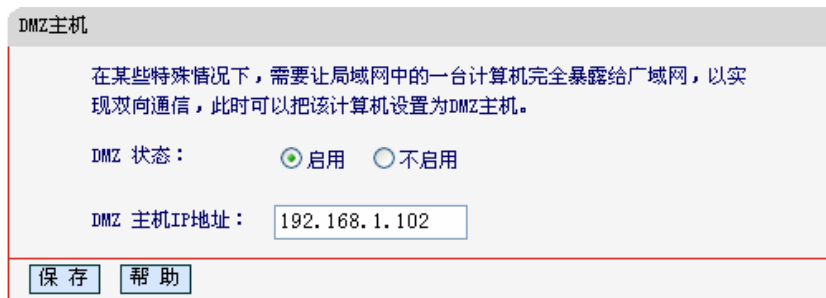 DMZ主机
在某些特殊情况下，需要让局域网中的一台计算机完全暴露给广域网，以实
现双向通信，此时可以把该计算机设置为DMZ主机。
DMZ 状态： 启用 不启用
DMZ 主机IP地址： 192.168.1.102
保 存 帮 助